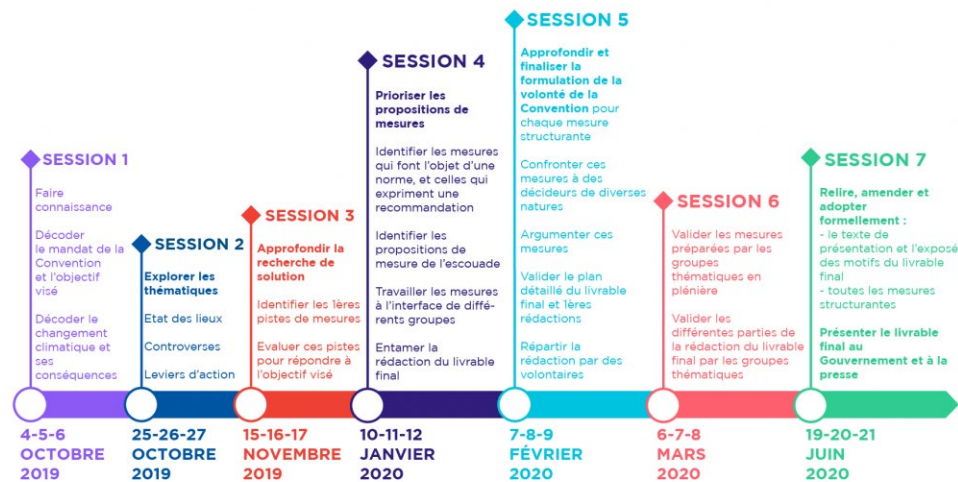 SESSION 1
Faire
connaissance
Décoder
le mandat de la
Convention
et l'objectif
visé
Décoder le
changement
climatique et
ses
conséquences
4-5-6
OCTOBRE
2019
SESSION 2
Explorer les
thématiques
Etat des lieux
Controverses
Leviers d'action
25-26-27
OCTOBRE
2019
SESSION 3
Approfondir la
recherche de
solution
Identifier les 1ères
pistes de mesures
Evaluer ces pistes
pour répondre à
l'objectif visé
15-16-17
NOVEMBRE
2019
SESSION 4
Prioriser les
propositions de
mesures
Identifier les mesures
qui font l'objet d'une
norme, et celles qui
expriment une
recommandation
Identifier les
propositions de
mesure de l'escouade
Travailler les mesures
à l'interface de diffé-
rents groupes
Entamer la
rédaction du livrable
final
10-11-12
JANVIER
2020
SESSION 5
Approfondir et
finaliser la
formulation de la
volonté de la
Convention pour
chaque mesure
structurante
Confronter ces
mesures à des
décideurs de diverses
natures
Argumenter ces
mesures
Valider le plan
détaillé du livrable
final et 1ères
rédactions
Répartir la
rédaction par des
volontaires
7-8-9
FÉVRIER
2020
SESSION 6
Valider les mesures
préparées par les
groupes
thématiques en
plénière
Valider les
différentes parties de
la rédaction du livrable
final par les groupes
thématiques
6-7-8
MARS
2020
SESSION 7
Relire, amender et
adopter
formellement :
- le texte de
présentation et l'exposé
des motifs du livrable
final
- toutes les mesures
structurantes
Présenter le livrable
final au
Gouvernement et à la
presse
19-20-21
JUIN
2020